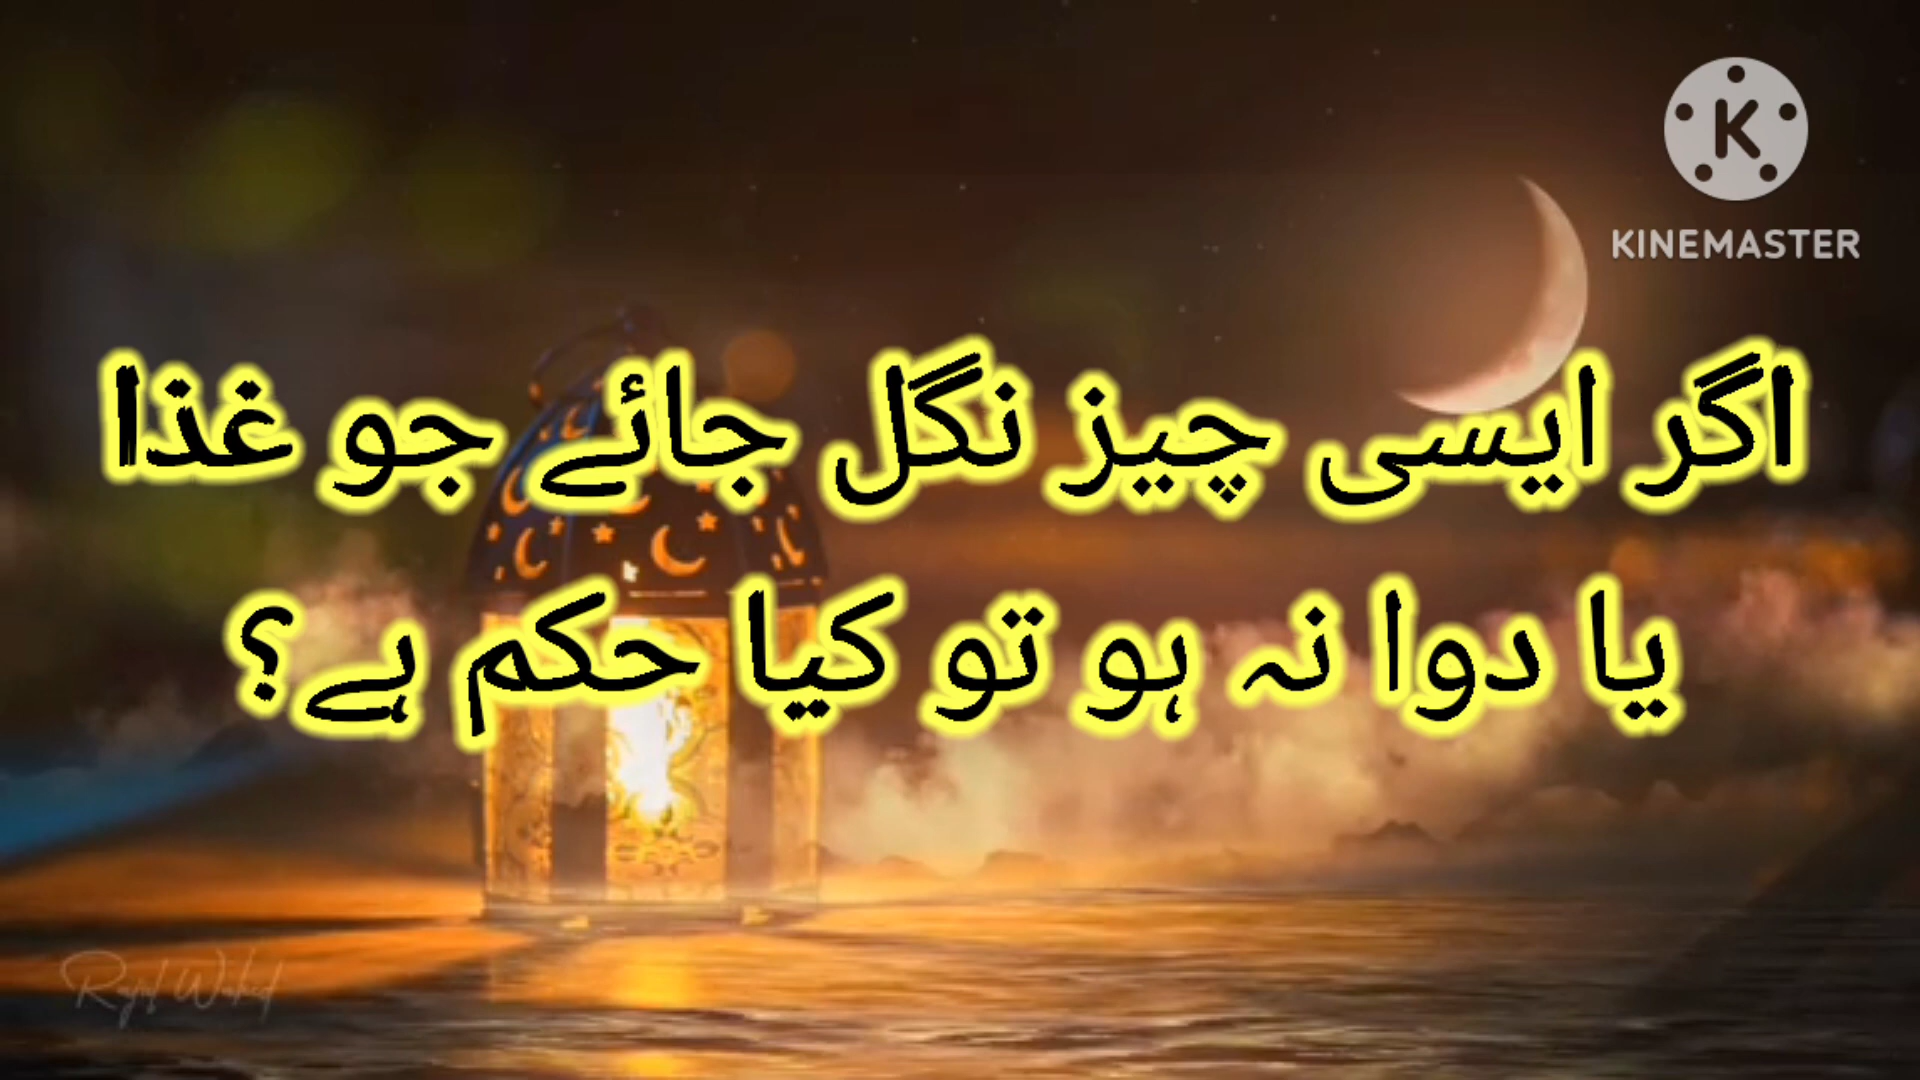 KINEMASTER
اگر ایسی چیز نگل جائے جو غذا
یا دوا نہ ہو تو کیا حکم ہے؟